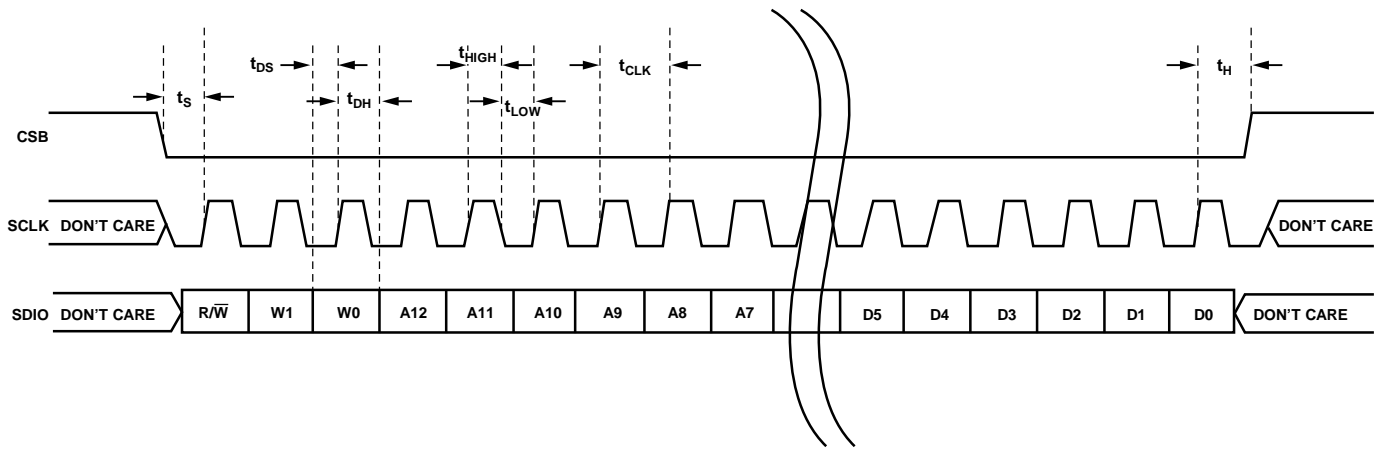 tDS
tHIGH
tCLK
tH
tS
tDH
tLOW
CSB
SCLK DON'T CARE DON'T CARE
SDIO DON'T CARE R/W̅ W1 W0 A12 A11 A10 A9 A8 A7 D5 D4 D3 D2 D1 D0 DON'T CARE